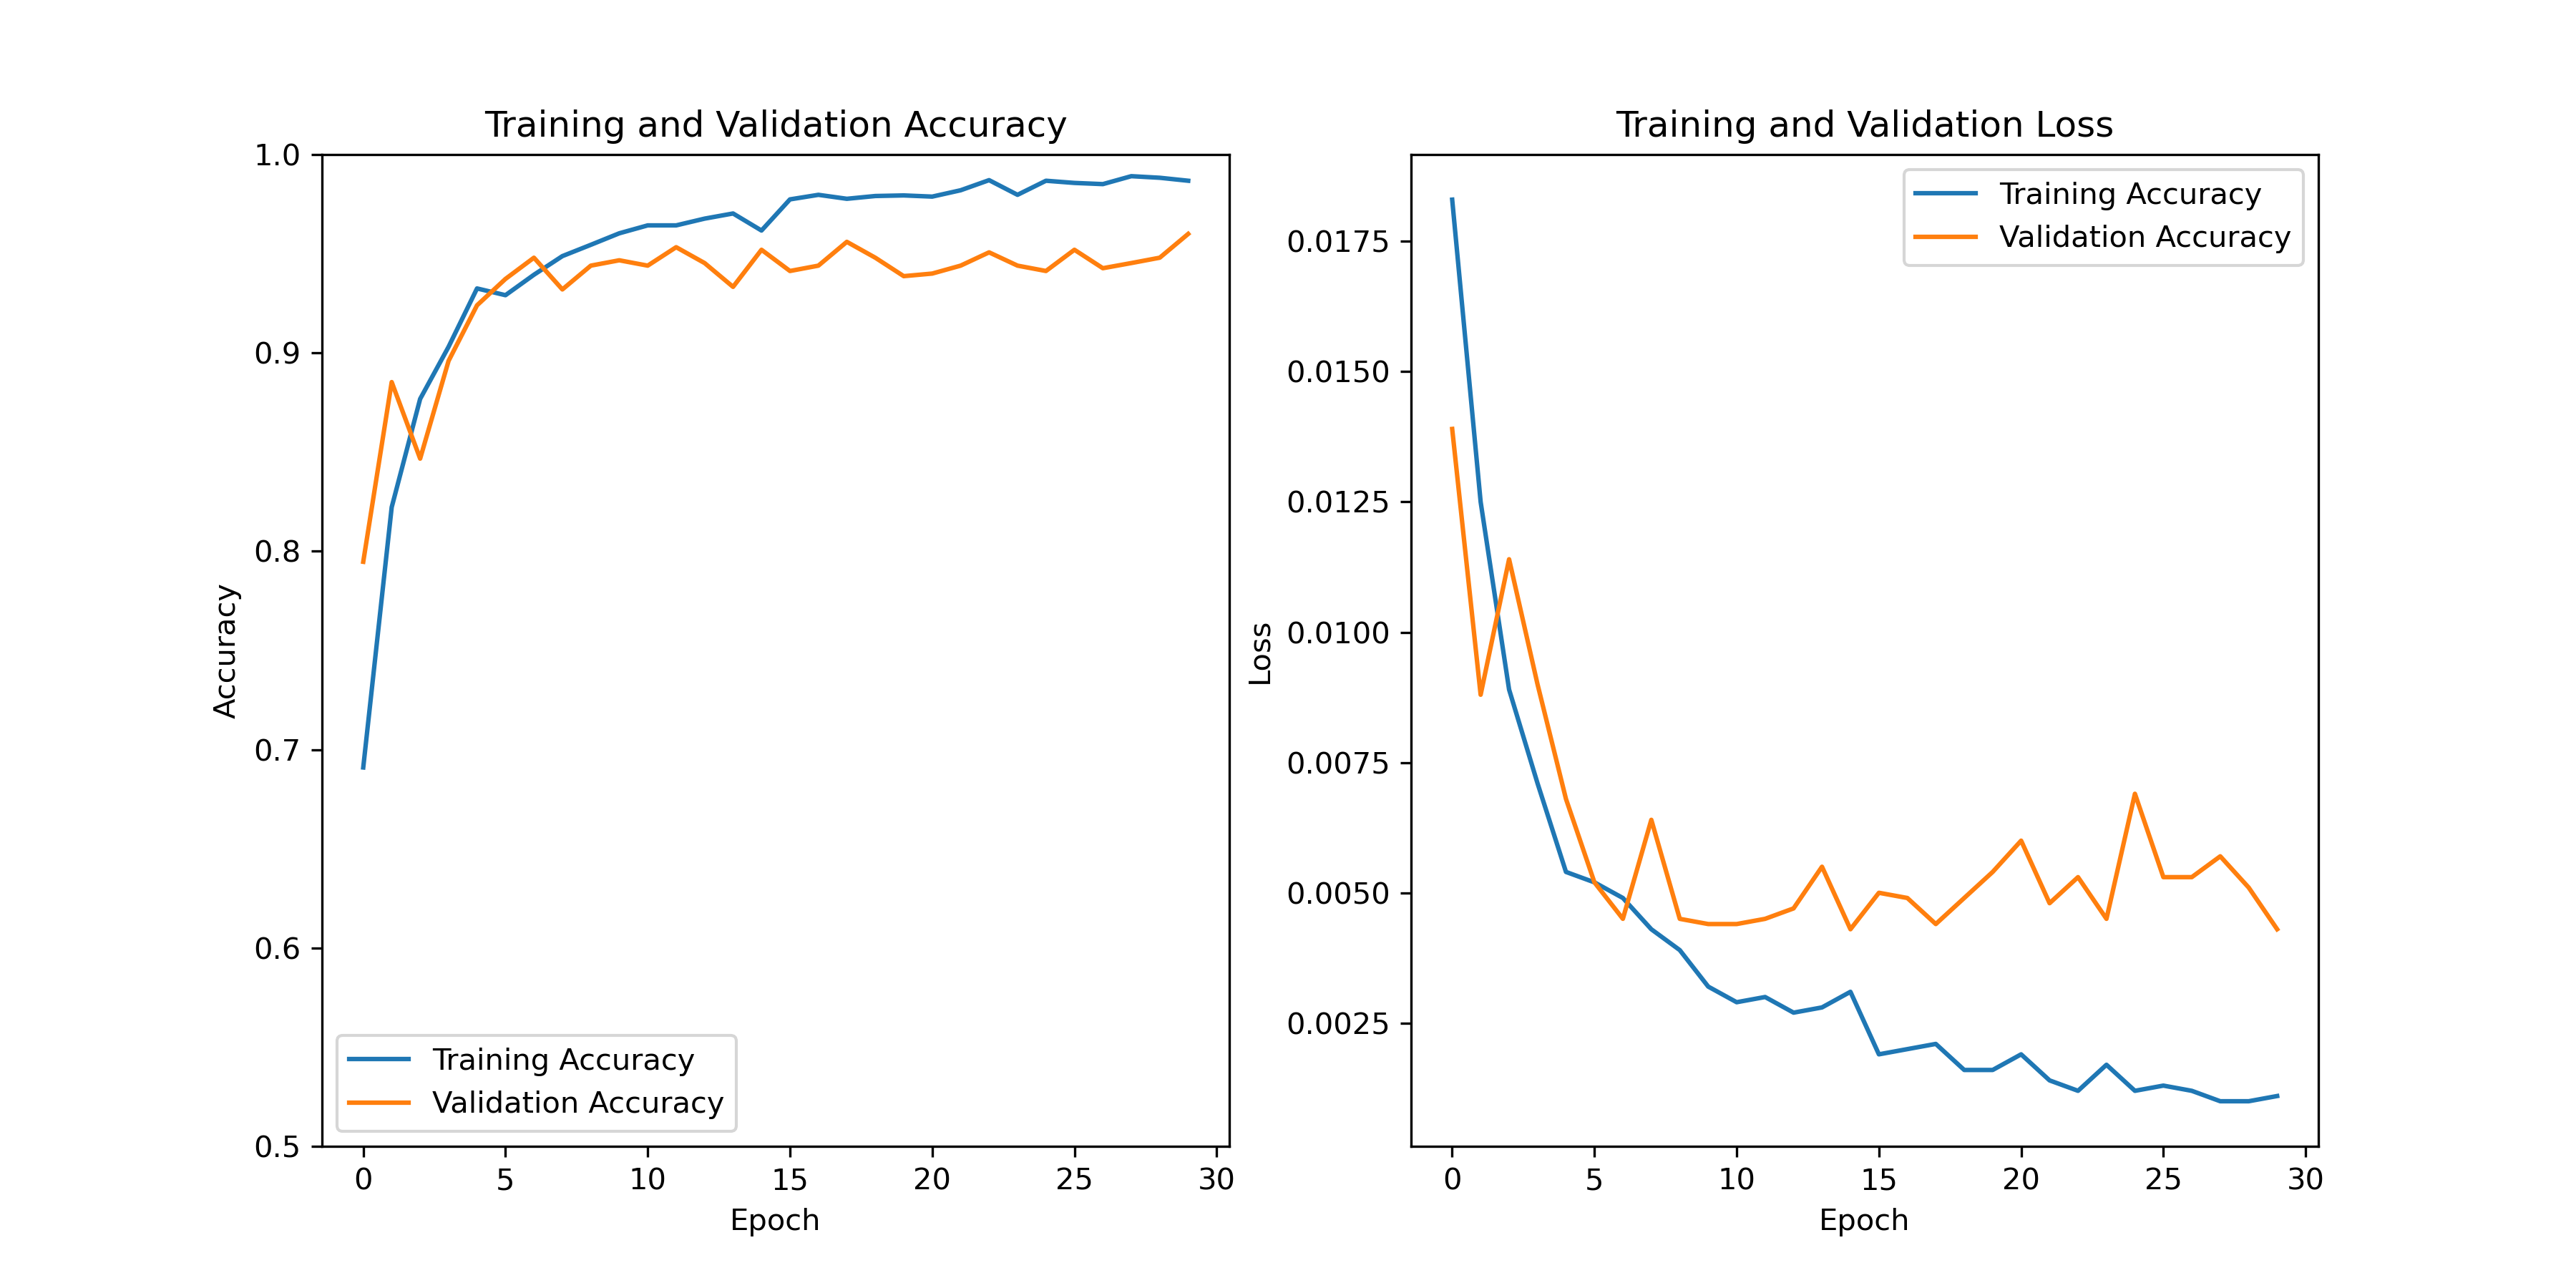 Training and Validation Accuracy
1.0
0.9
0.8
0.7
0.6
0.5
Accuracy
Training Accuracy
Validation Accuracy
0 5 10 15 20 25 30
Epoch
Training and Validation Loss
Training Accuracy
Validation Accuracy
0.0175
0.0150
0.0125
0.0100
0.0075
0.0050
0.0025
Loss
0 5 10 15 20 25 30
Epoch